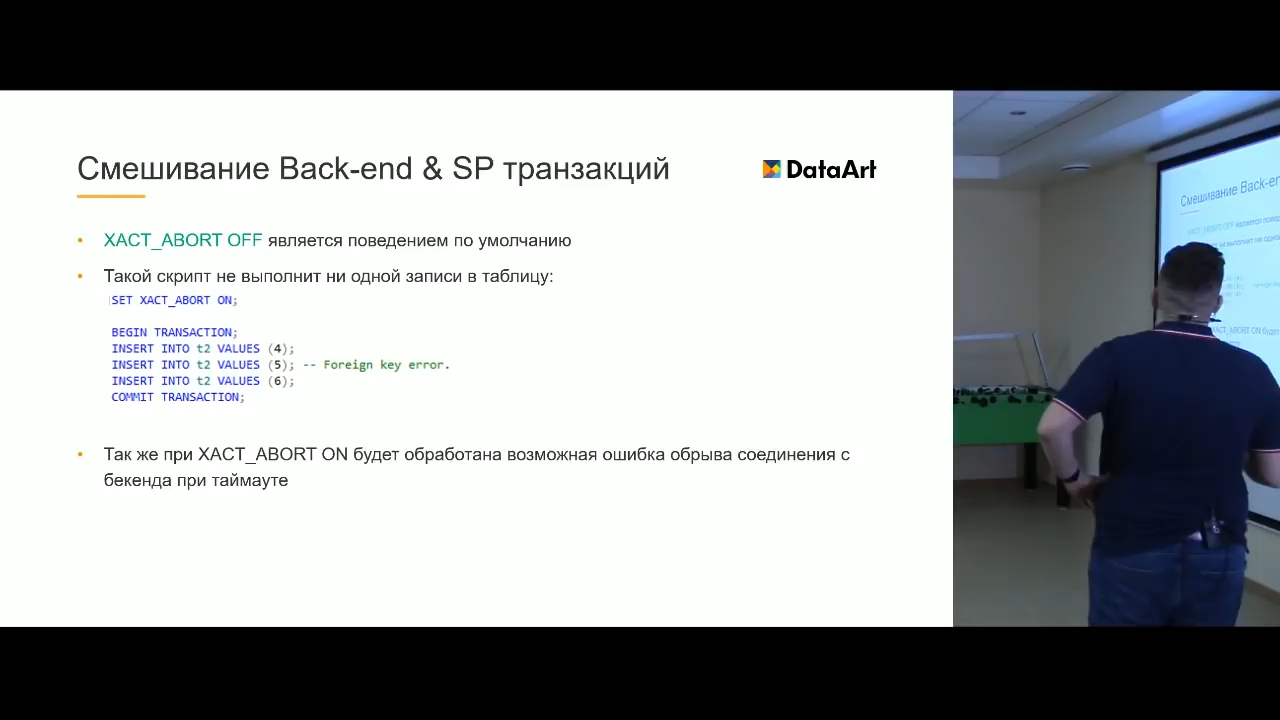 Смешивание Back-end & SP транзакций
DataArt
XACT_ABORT OFF является поведением по умолчанию
Такой скрипт не выполнит ни одной записи в таблицу:
SET XACT_ABORT ON;
BEGIN TRANSACTION;
INSERT INTO t2 VALUES (4);
INSERT INTO t2 VALUES (5); -- Foreign key error.
INSERT INTO t2 VALUES (6);
COMMIT TRANSACTION;
Так же при XACT_ABORT ON будет обработана возможная ошибка обрыва соединения с
бекенда при таймауте
Смешивание Back-en